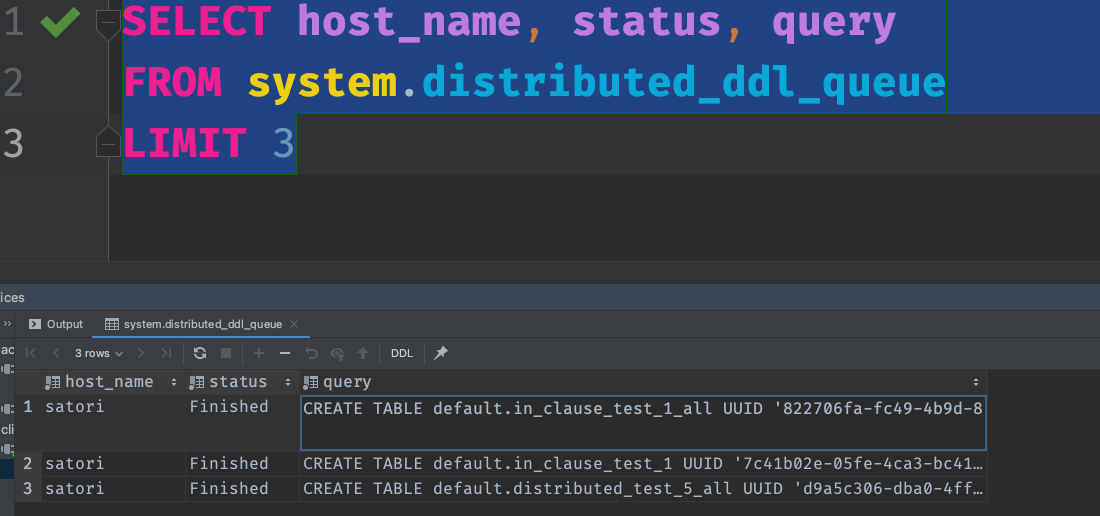 1 SELECT host_name, status, query
2 FROM system.distributed_ddl_queue
3 LIMIT 3
ices
Output system.distributed_ddl_queue
ac
3 rows DDL
host_name status query
1 satori Finished CREATE TABLE default.in_clause_test_1_all UUID '822706fa-fc49-4b9d-8
cli
2 satori Finished CREATE TABLE default.in_clause_test_1 UUID '7c41b02e-05fe-4ca3-bc41…
3 satori Finished CREATE TABLE default.distributed_test_5_all UUID 'd9a5c306-dba0-4ff…